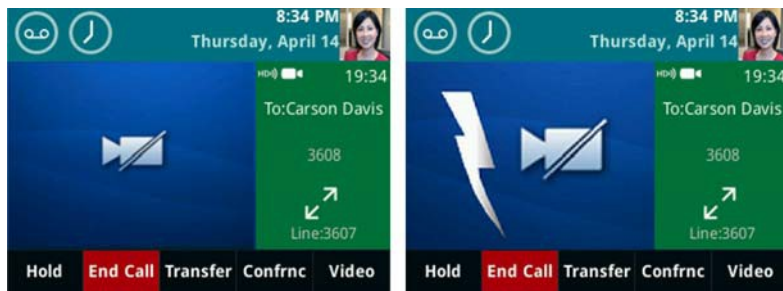 8:34 PM
Thursday, April 14
HD
19:34
To:Carson Davis
3608
Line:3607
Hold End Call Transfer Confrnc Video
8:34 PM
Thursday, April 14
HD
19:34
To:Carson Davis
3608
Line:3607
Hold End Call Transfer Confrnc Video